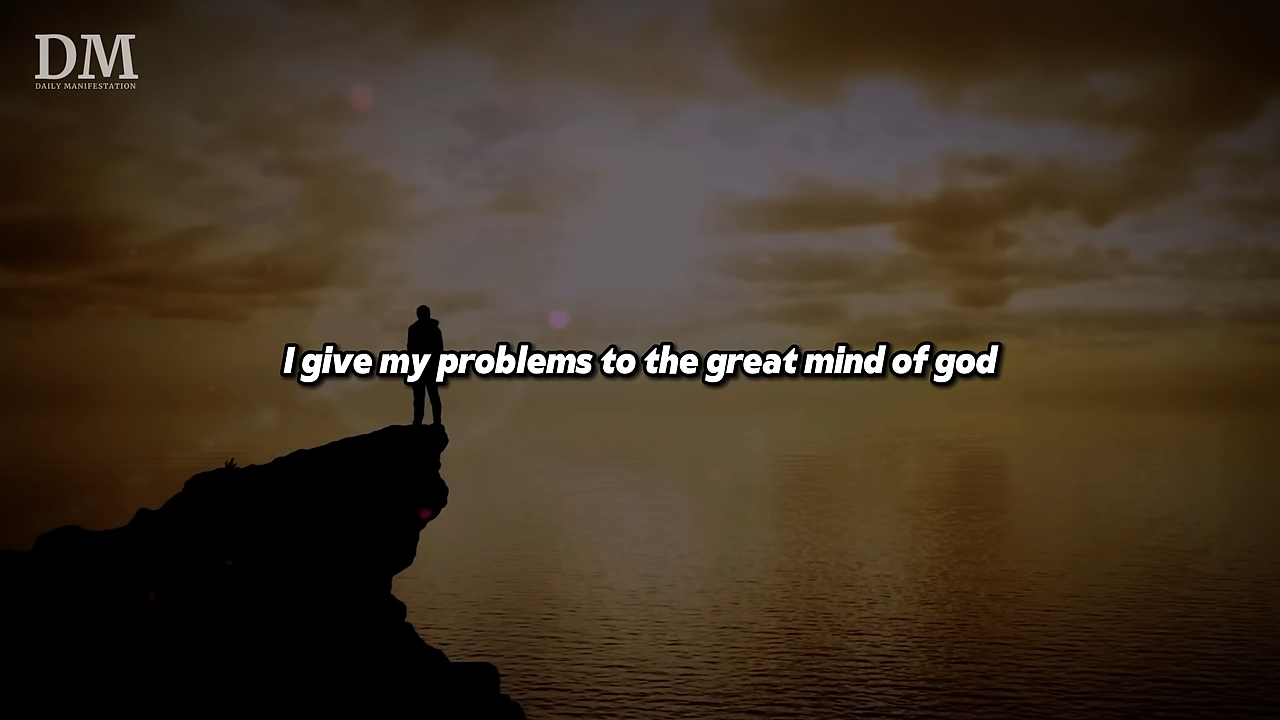 DM
DAILY MANIFESTATION
I give my problems to the great mind of god